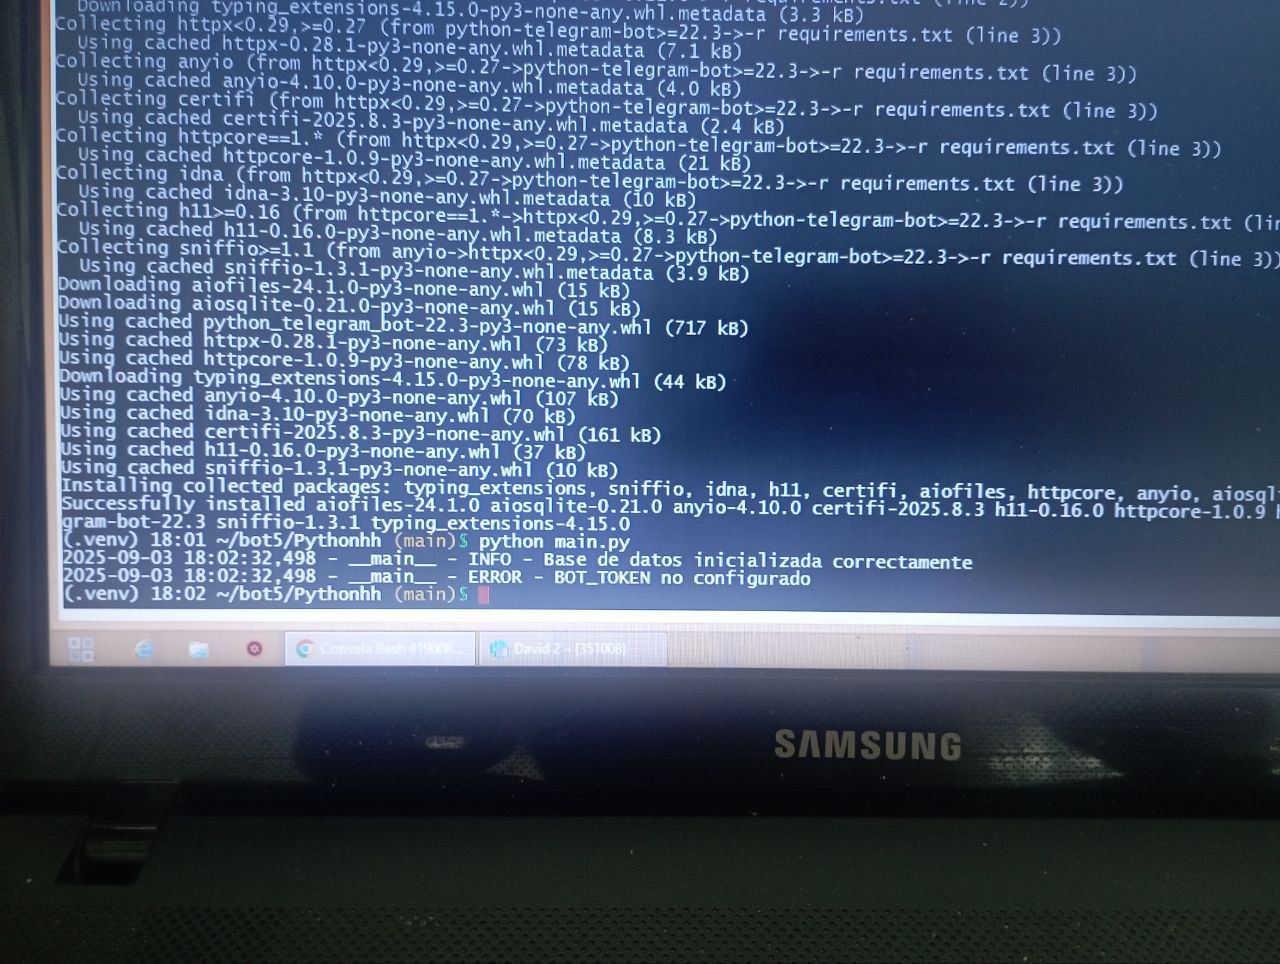 Downloading typing_extensions-4.15.0-py3-none-any.whl.metadata (3.3 kB)
Collecting httpx<0.29,>=0.27 (from python-telegram-bot>=22.3->-r requirements.txt (line 3))
  Using cached httpx-0.28.1-py3-none-any.whl.metadata (7.1 kB)
Collecting anyio (from httpx<0.29,>=0.27->python-telegram-bot>=22.3->-r requirements.txt (line 3))
  Using cached anyio-4.10.0-py3-none-any.whl.metadata (4.0 kB)
Collecting certifi (from httpx<0.29,>=0.27->python-telegram-bot>=22.3->-r requirements.txt (line 3))
  Using cached certifi-2025.8.3-py3-none-any.whl.metadata (2.4 kB)
Collecting httpcore==1.* (from httpx<0.29,>=0.27->python-telegram-bot>=22.3->-r requirements.txt (line 3))
  Using cached httpcore-1.0.9-py3-none-any.whl.metadata (21 kB)
Collecting idna (from httpx<0.29,>=0.27->python-telegram-bot>=22.3->-r requirements.txt (line 3))
  Using cached idna-3.10-py3-none-any.whl.metadata (10 kB)
Collecting h11>=0.16 (from httpcore==1.*->httpx<0.29,>=0.27->python-telegram-bot>=22.3->-r requirements.txt (lin
  Using cached h11-0.16.0-py3-none-any.whl.metadata (8.3 kB)
Collecting sniffio>=1.1 (from anyio->httpx<0.29,>=0.27->python-telegram-bot>=22.3->-r requirements.txt (line 3))
  Using cached sniffio-1.3.1-py3-none-any.whl.metadata (3.9 kB)
Downloading aiofiles-24.1.0-py3-none-any.whl (15 kB)
Downloading aiosqlite-0.21.0-py3-none-any.whl (15 kB)
Using cached python_telegram_bot-22.3-py3-none-any.whl (717 kB)
Using cached httpx-0.28.1-py3-none-any.whl (73 kB)
Using cached httpcore-1.0.9-py3-none-any.whl (78 kB)
Downloading typing_extensions-4.15.0-py3-none-any.whl (44 kB)
Using cached anyio-4.10.0-py3-none-any.whl (107 kB)
Using cached idna-3.10-py3-none-any.whl (70 kB)
Using cached certifi-2025.8.3-py3-none-any.whl (161 kB)
Using cached h11-0.16.0-py3-none-any.whl (37 kB)
Using cached sniffio-1.3.1-py3-none-any.whl (10 kB)
Installing collected packages: typing_extensions, sniffio, idna, h11, certifi, aiofiles, httpcore, anyio, aiosql
Successfully installed aiofiles-24.1.0 aiosqlite-0.21.0 anyio-4.10.0 certifi-2025.8.3 h11-0.16.0 httpcore-1.0.9
gram-bot-22.3 sniffio-1.3.1 typing_extensions-4.15.0
(.venv) 18:01 ~/bot5/Pythonhh (main)$ python main.py
2025-09-03 18:02:32,498 - __main__ - INFO - Base de datos inicializada correctamente
2025-09-03 18:02:32,498 - __main__ - ERROR - BOT_TOKEN no configurado
(.venv) 18:02 ~/bot5/Pythonhh (main)$
Consola Bash
David 2 – (351008)
SAMSUNG